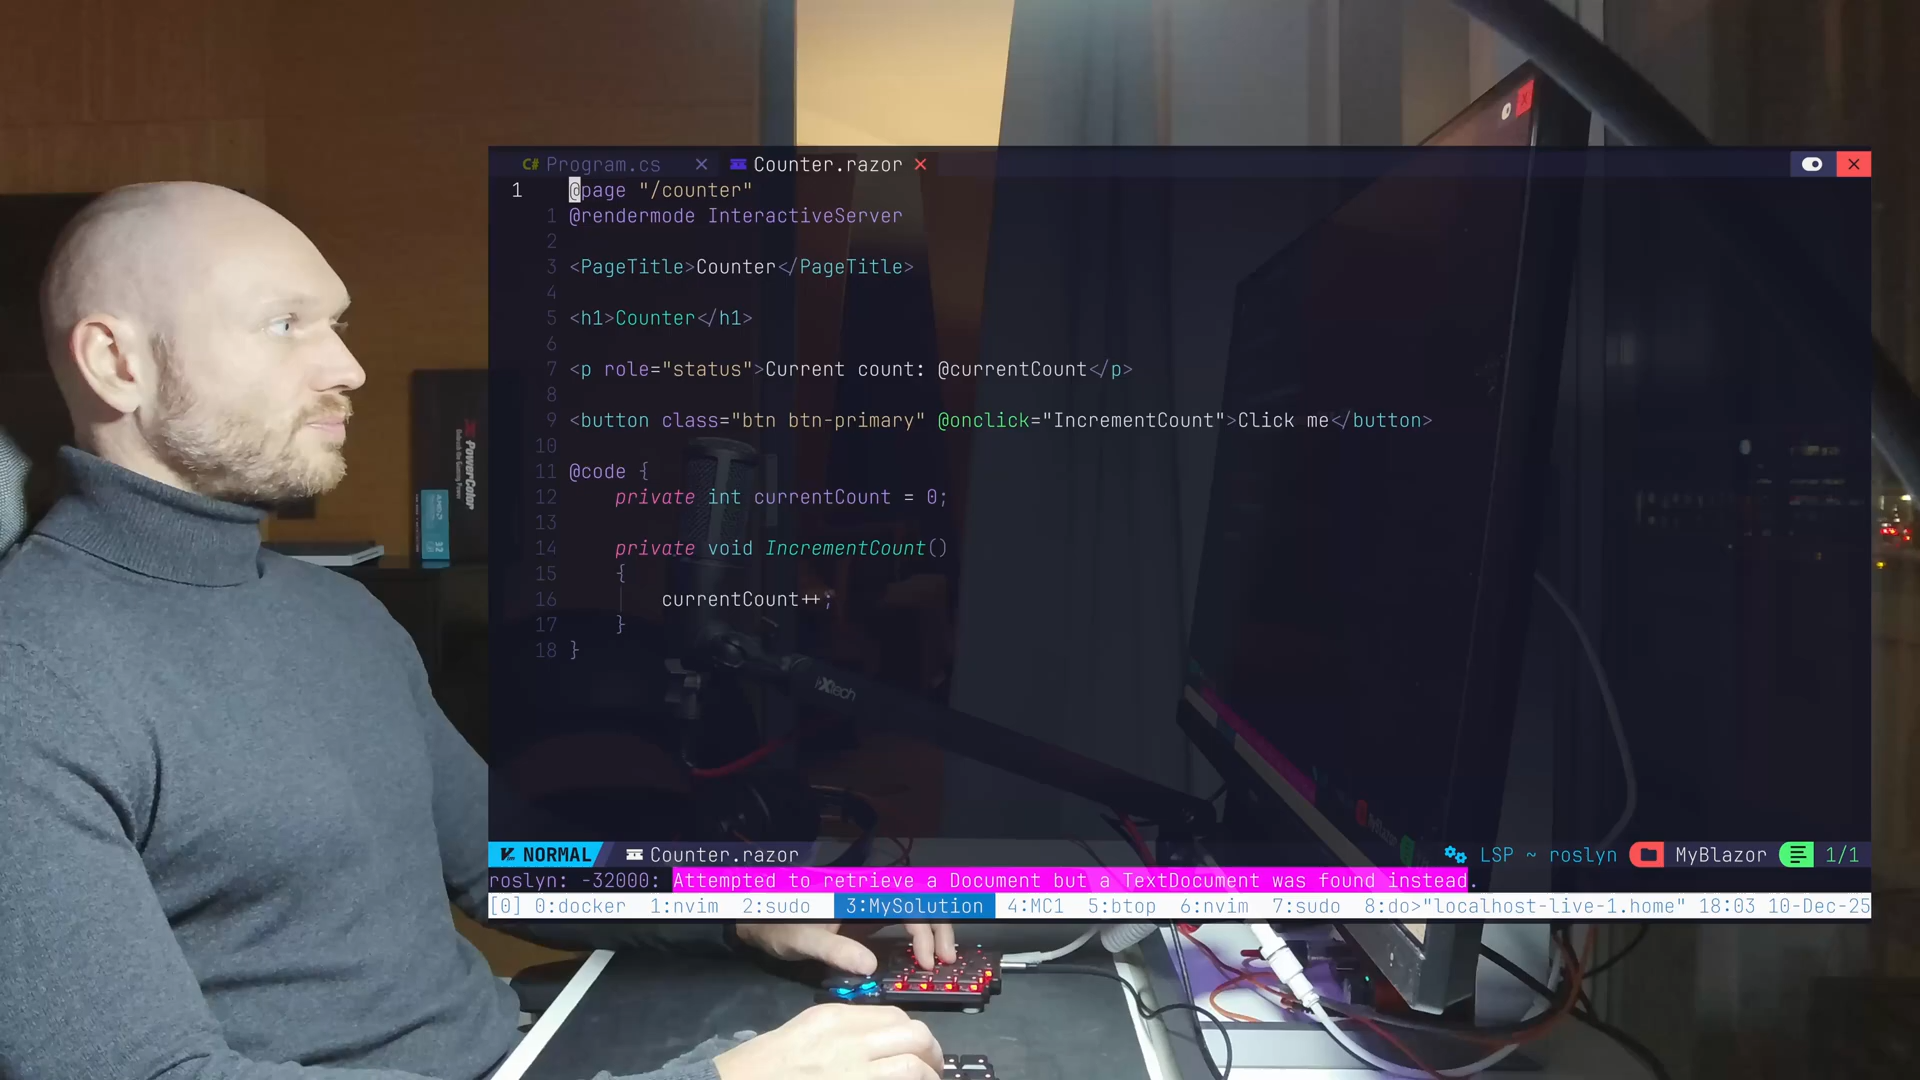 C# Program.cs × Counter.razor ×
1 @page "/counter"
1 @rendermode InteractiveServer
2
3 <PageTitle>Counter</PageTitle>
4
5 <h1>Counter</h1>
6
7 <p role="status">Current count: @currentCount</p>
8
9 <button class="btn btn-primary" @onclick="IncrementCount">Click me</button>
10
11 @code {
12 private int currentCount = 0;
13
14 private void IncrementCount()
15 {
16 currentCount++;
17 }
18 }
NORMAL Counter.razor LSP ~ roslyn MyBlazor 1/1
roslyn: -32000: Attempted to retrieve a Document but a TextDocument was found instead.
[0] 0:docker 1:nvim 2:sudo 3:MySolution 4:MC1 5:btop 6:nvim 7:sudo 8:do>"localhost-live-1.home" 18:03 10-Dec-25
PowerColor
AMD
32
iXtech
MyBlazor